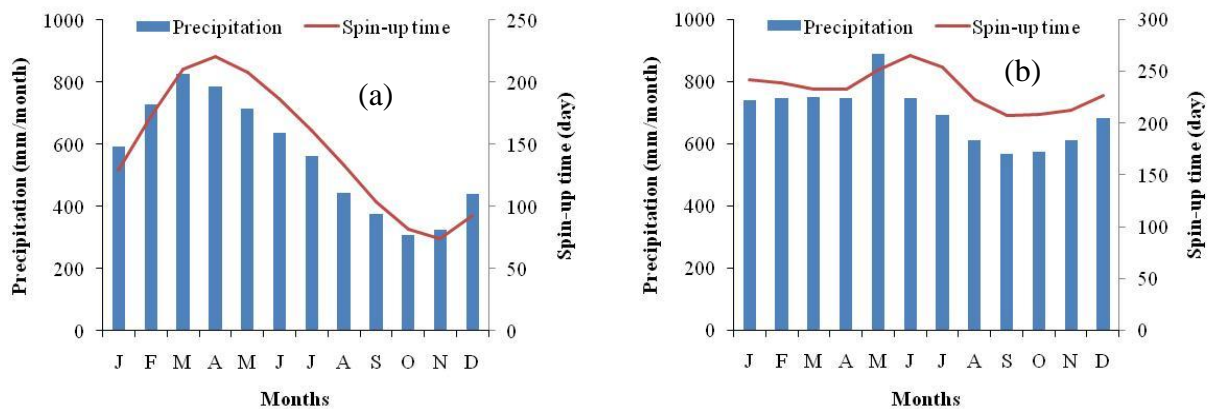 Precipitation Spin-up time
Precipitation (mm/month)
1000
800
600
400
200
0
(a)
250
200
150
100
50
0
Spin-up time (day)
J F M A M J J A S O N D
Months
Precipitation Spin-up time
Precipitation (mm/month)
1000
800
600
400
200
0
(b)
300
250
200
150
100
50
0
Spin-up time (day)
J F M A M J J A S O N D
Months